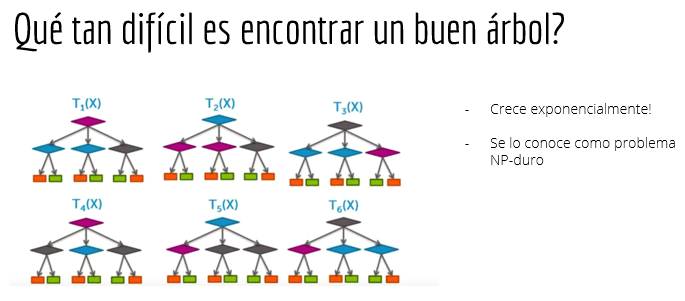 Qué tan difícil es encontrar un buen árbol?
T1(X)
T2(X)
T3(X)
- Crece exponencialmente!
- Se lo conoce como problema
NP-duro
T4(X)
T5(X)
T6(X)